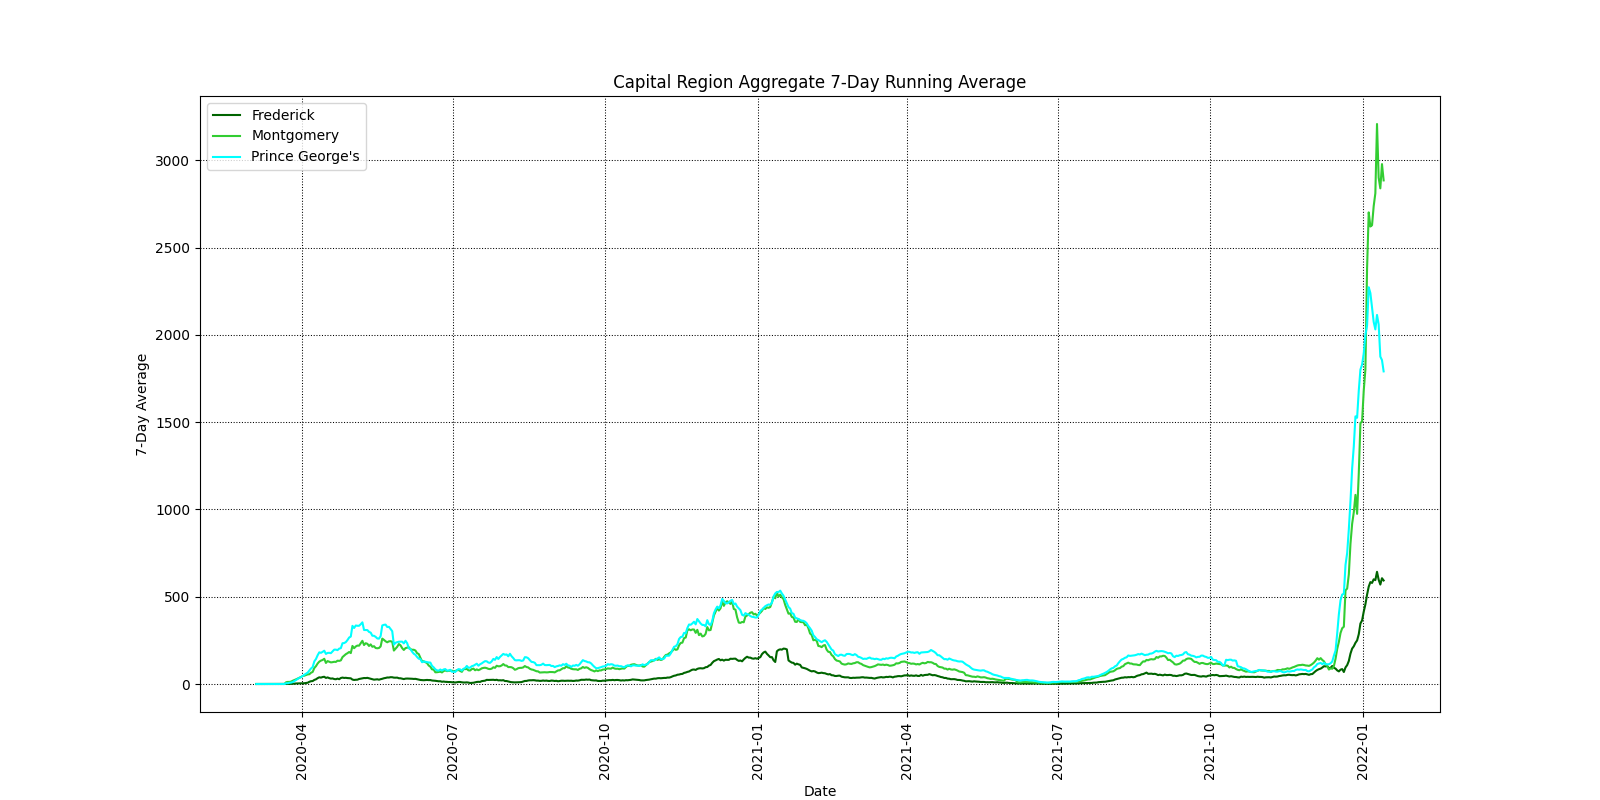 Capital Region Aggregate 7-Day Running Average
Frederick
Montgomery
Prince George's
3000
2500
2000
1500
1000
500
0
7-Day Average
2020-04
2020-07
2020-10
2021-01
2021-04
2021-07
2021-10
2022-01
Date